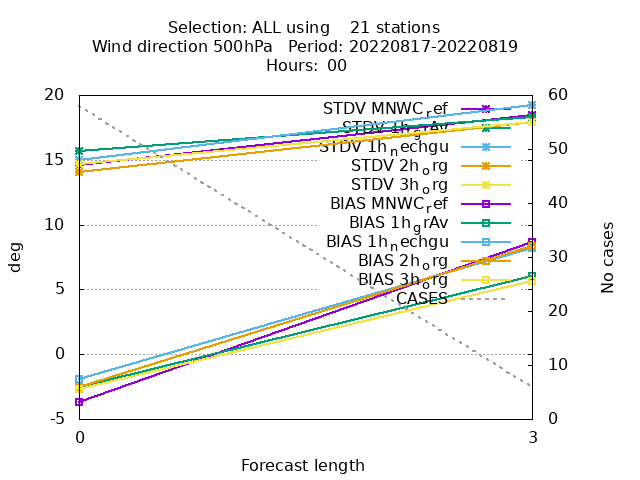 Selection: ALL using 21 stations
Wind direction 500hPa Period: 20220817-20220819
Hours: 00
20
15
10
5
0
-5
60
50
40
30
20
10
0
deg
No cases
STDV MNWC_ref
STDV 1h_grAv
STDV 1h_nechgu
STDV 2h_org
STDV 3h_org
BIAS MNWC_ref
BIAS 1h_grAv
BIAS 1h_nechgu
BIAS 2h_org
BIAS 3h_org
CASES
0
3
Forecast length